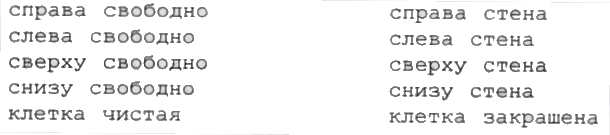 справа свободно справа стена
слева свободно слева стена
сверху свободно сверху стена
снизу свободно снизу стена
клетка чистая клетка закрашена